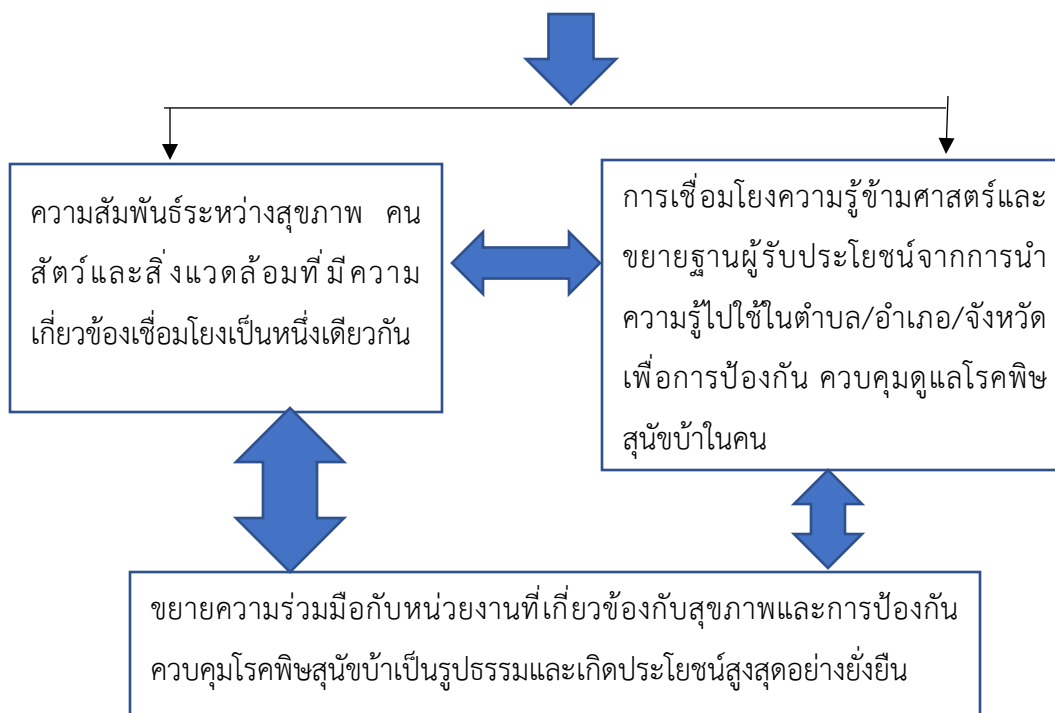 ความสัมพันธ์ระหว่างสุขภาพ คน
สัตว์และสิ่งแวดล้อมที่มีความ
เกี่ยวข้องเชื่อมโยงเป็นหนึ่งเดียวกัน
การเชื่อมโยงความรู้ข้ามศาสตร์และ
ขยายฐานผู้รับประโยชน์จากการนำ
ความรู้ไปใช้ในตำบล/อำเภอ/จังหวัด
เพื่อการป้องกัน ควบคุมดูแลโรคพิษ
สุนัขบ้าในคน
ขยายความร่วมมือกับหน่วยงานที่เกี่ยวข้องกับสุขภาพและการป้องกัน
ควบคุมโรคพิษสุนัขบ้าเป็นรูปธรรมและเกิดประโยชน์สูงสุดอย่างยั่งยืน